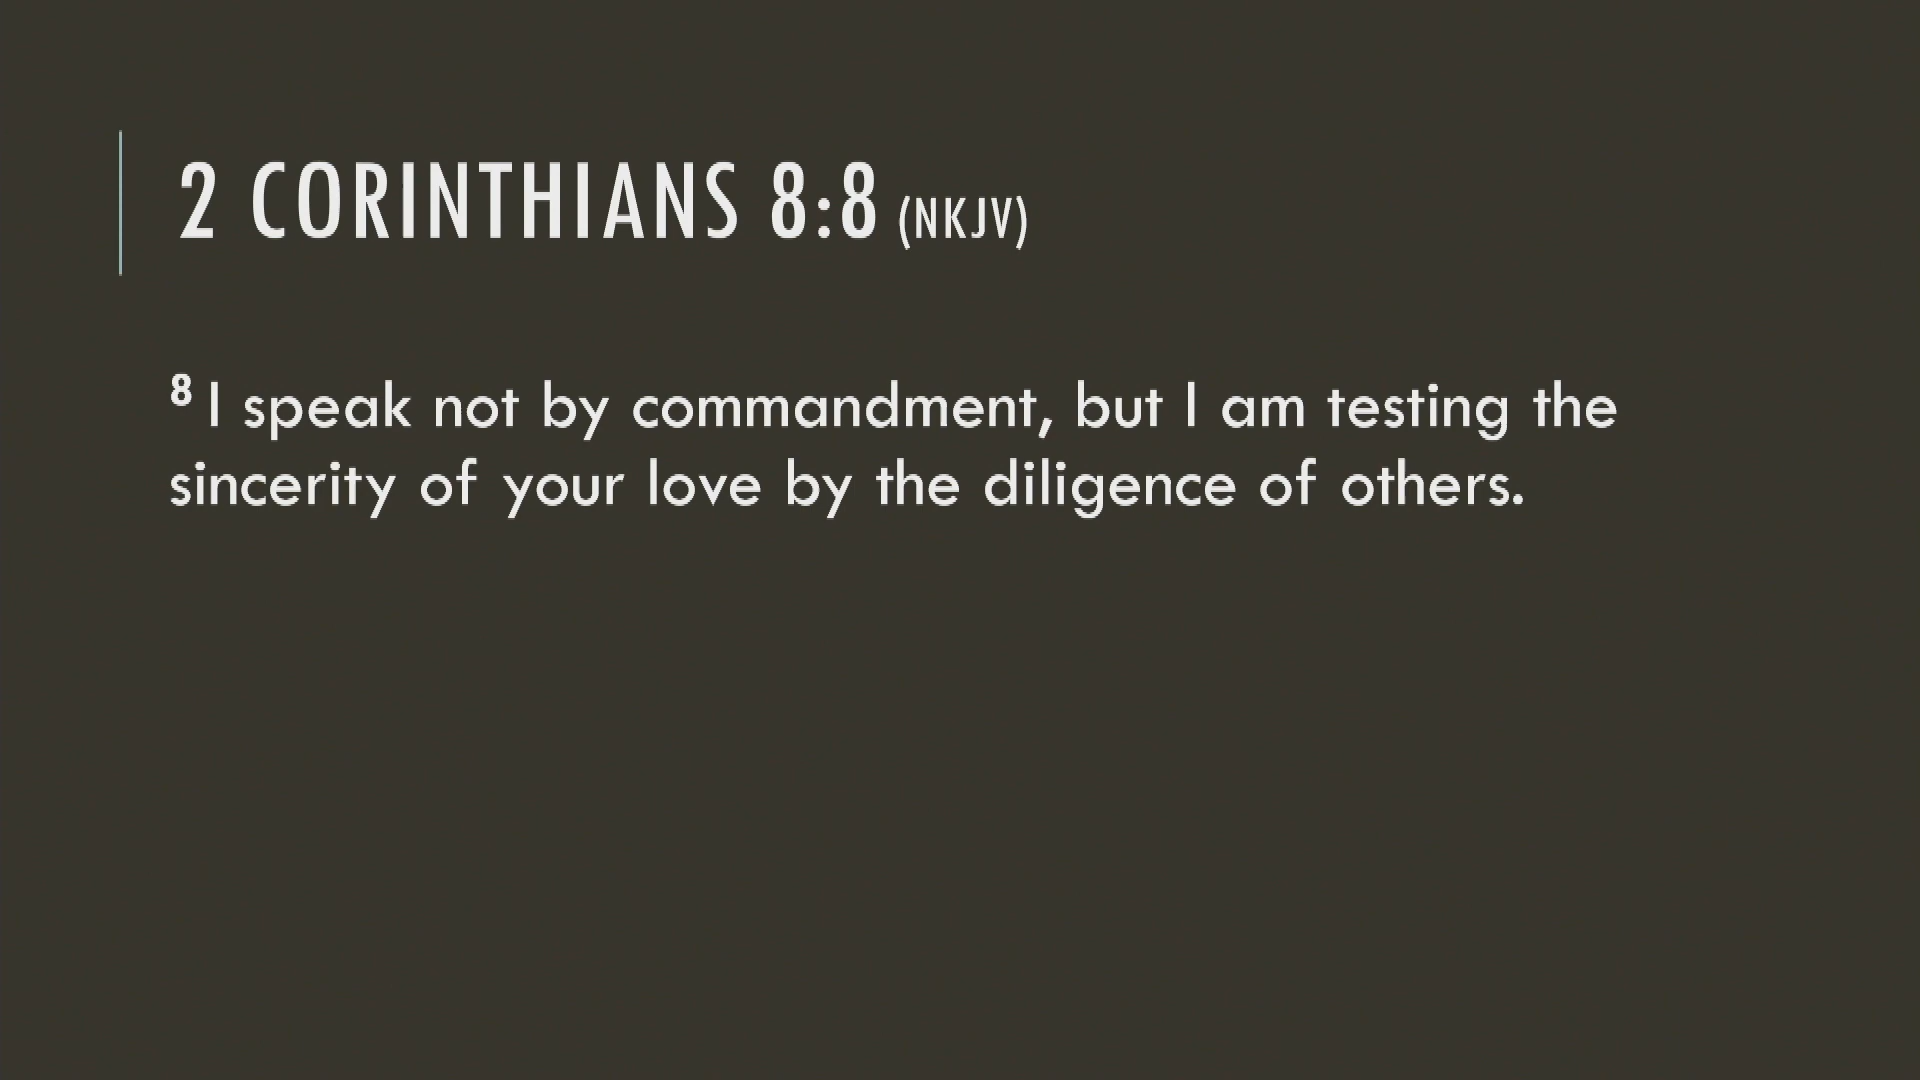 2 CORINTHIANS 8:8 (NKJV)
8 I speak not by commandment, but I am testing the
sincerity of your love by the diligence of others.